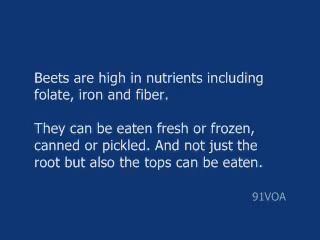 Beets are high in nutrients including
folate, iron and fiber.
They can be eaten fresh or frozen,
canned or pickled. And not just the
root but also the tops can be eaten.
91VOA